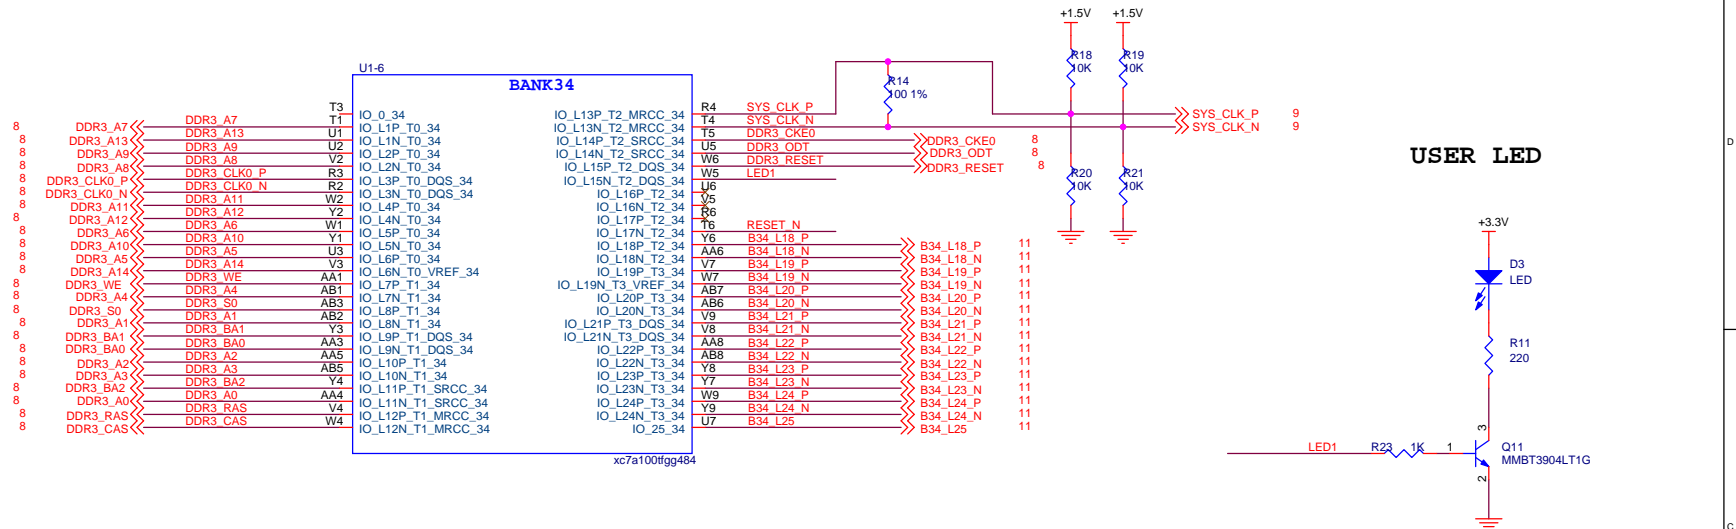 +1.5V +1.5V
R18 10K R19 10K
U1-6
BANK34
R14
100 1%
T3 IO_0_34 IO_L13P_T2_MRCC_34 R4 SYS_CLK_P SYS_CLK_P 9
8 DDR3_A7 DDR3_A7 T1 IO_L1P_T0_34 IO_L13N_T2_MRCC_34 T4 SYS_CLK_N SYS_CLK_N 9
8 DDR3_A13 DDR3_A13 U1 IO_L1N_T0_34 IO_L14P_T2_SRCC_34 T5 DDR3_CKE0 DDR3_CKE0 8
8 DDR3_A9 DDR3_A9 U2 IO_L2P_T0_34 IO_L14N_T2_SRCC_34 U5 DDR3_ODT DDR3_ODT 8
8 DDR3_A8 DDR3_A8 V2 IO_L2N_T0_34 IO_L15P_T2_DQS_34 W6 DDR3_RESET DDR3_RESET 8
8 DDR3_CLK0_P DDR3_CLK0_P R3 IO_L3P_T0_DQS_34 IO_L15N_T2_DQS_34 W5 LED1
8 DDR3_CLK0_N DDR3_CLK0_N R2 IO_L3N_T0_DQS_34 IO_L16P_T2_34 U6
8 DDR3_A11 DDR3_A11 W2 IO_L4P_T0_34 IO_L16N_T2_34 V5
8 DDR3_A12 DDR3_A12 Y2 IO_L4N_T0_34 IO_L17P_T2_34 R6
8 DDR3_A6 DDR3_A6 W1 IO_L5P_T0_34 IO_L17N_T2_34 T6 RESET_N
8 DDR3_A10 DDR3_A10 Y1 IO_L5N_T0_34 IO_L18P_T2_34 Y6 B34_L18_P B34_L18_P 11
8 DDR3_A5 DDR3_A5 U3 IO_L6P_T0_34 IO_L18N_T2_34 AA6 B34_L18_N B34_L18_N 11
8 DDR3_A14 DDR3_A14 V3 IO_L6N_T0_VREF_34 IO_L19P_T3_34 V7 B34_L19_P B34_L19_P 11
8 DDR3_WE DDR3_WE AA1 IO_L7P_T1_34 IO_L19N_T3_VREF_34 W7 B34_L19_N B34_L19_N 11
8 DDR3_A4 DDR3_A4 AB1 IO_L7N_T1_34 IO_L20P_T3_34 AB7 B34_L20_P B34_L20_P 11
8 DDR3_S0 DDR3_S0 AB3 IO_L8P_T1_34 IO_L20N_T3_34 AB6 B34_L20_N B34_L20_N 11
8 DDR3_A1 DDR3_A1 AB2 IO_L8N_T1_34 IO_L21P_T3_DQS_34 V9 B34_L21_P B34_L21_P 11
8 DDR3_BA1 DDR3_BA1 Y3 IO_L9P_T1_DQS_34 IO_L21N_T3_DQS_34 V8 B34_L21_N B34_L21_N 11
8 DDR3_BA0 DDR3_BA0 AA3 IO_L9N_T1_DQS_34 IO_L22P_T3_34 AA8 B34_L22_P B34_L22_P 11
8 DDR3_A2 DDR3_A2 AA5 IO_L10P_T1_34 IO_L22N_T3_34 AB8 B34_L22_N B34_L22_N 11
8 DDR3_A3 DDR3_A3 AB5 IO_L10N_T1_34 IO_L23P_T3_34 Y8 B34_L23_P B34_L23_P 11
8 DDR3_BA2 DDR3_BA2 Y4 IO_L11P_T1_SRCC_34 IO_L23N_T3_34 Y7 B34_L23_N B34_L23_N 11
8 DDR3_A0 DDR3_A0 AA4 IO_L11N_T1_SRCC_34 IO_L24P_T3_34 W9 B34_L24_P B34_L24_P 11
8 DDR3_RAS DDR3_RAS V4 IO_L12P_T1_MRCC_34 IO_L24N_T3_34 Y9 B34_L24_N B34_L24_N 11
8 DDR3_CAS DDR3_CAS W4 IO_L12N_T1_MRCC_34 IO_25_34 U7 B34_L25 B34_L25 11
xc7a100tfgg484
R20 10K R21 10K
D
USER LED
+3.3V
D3
LED
R11
220
3
LED1 R23 1K 1 Q11
MMBT3904LT1G
2
C